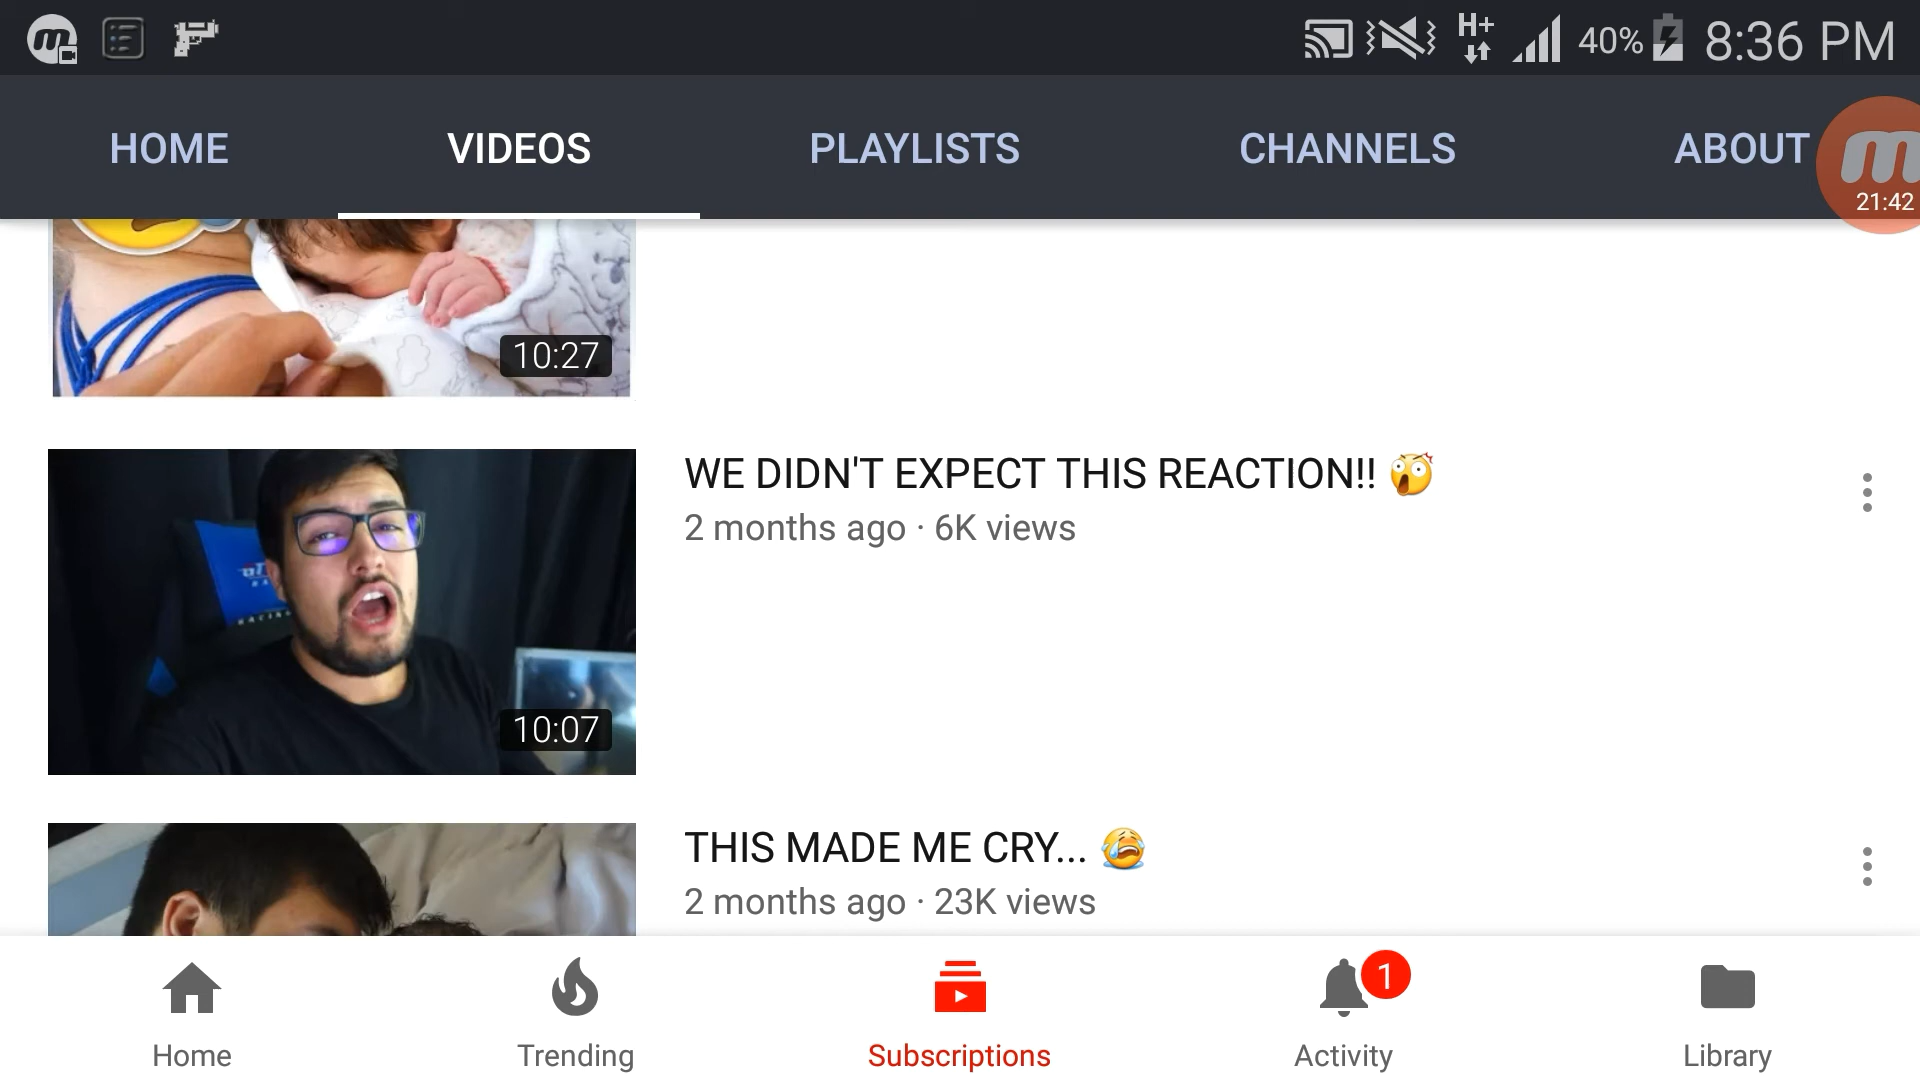 H+
40%
8:36 PM
HOME
VIDEOS
PLAYLISTS
CHANNELS
ABOUT
m
21:42
10:27
WE DIDN'T EXPECT THIS REACTION!! 😲
2 months ago · 6K views
10:07
THIS MADE ME CRY... 😭
2 months ago · 23K views
1
Home
Trending
Subscriptions
Activity
Library